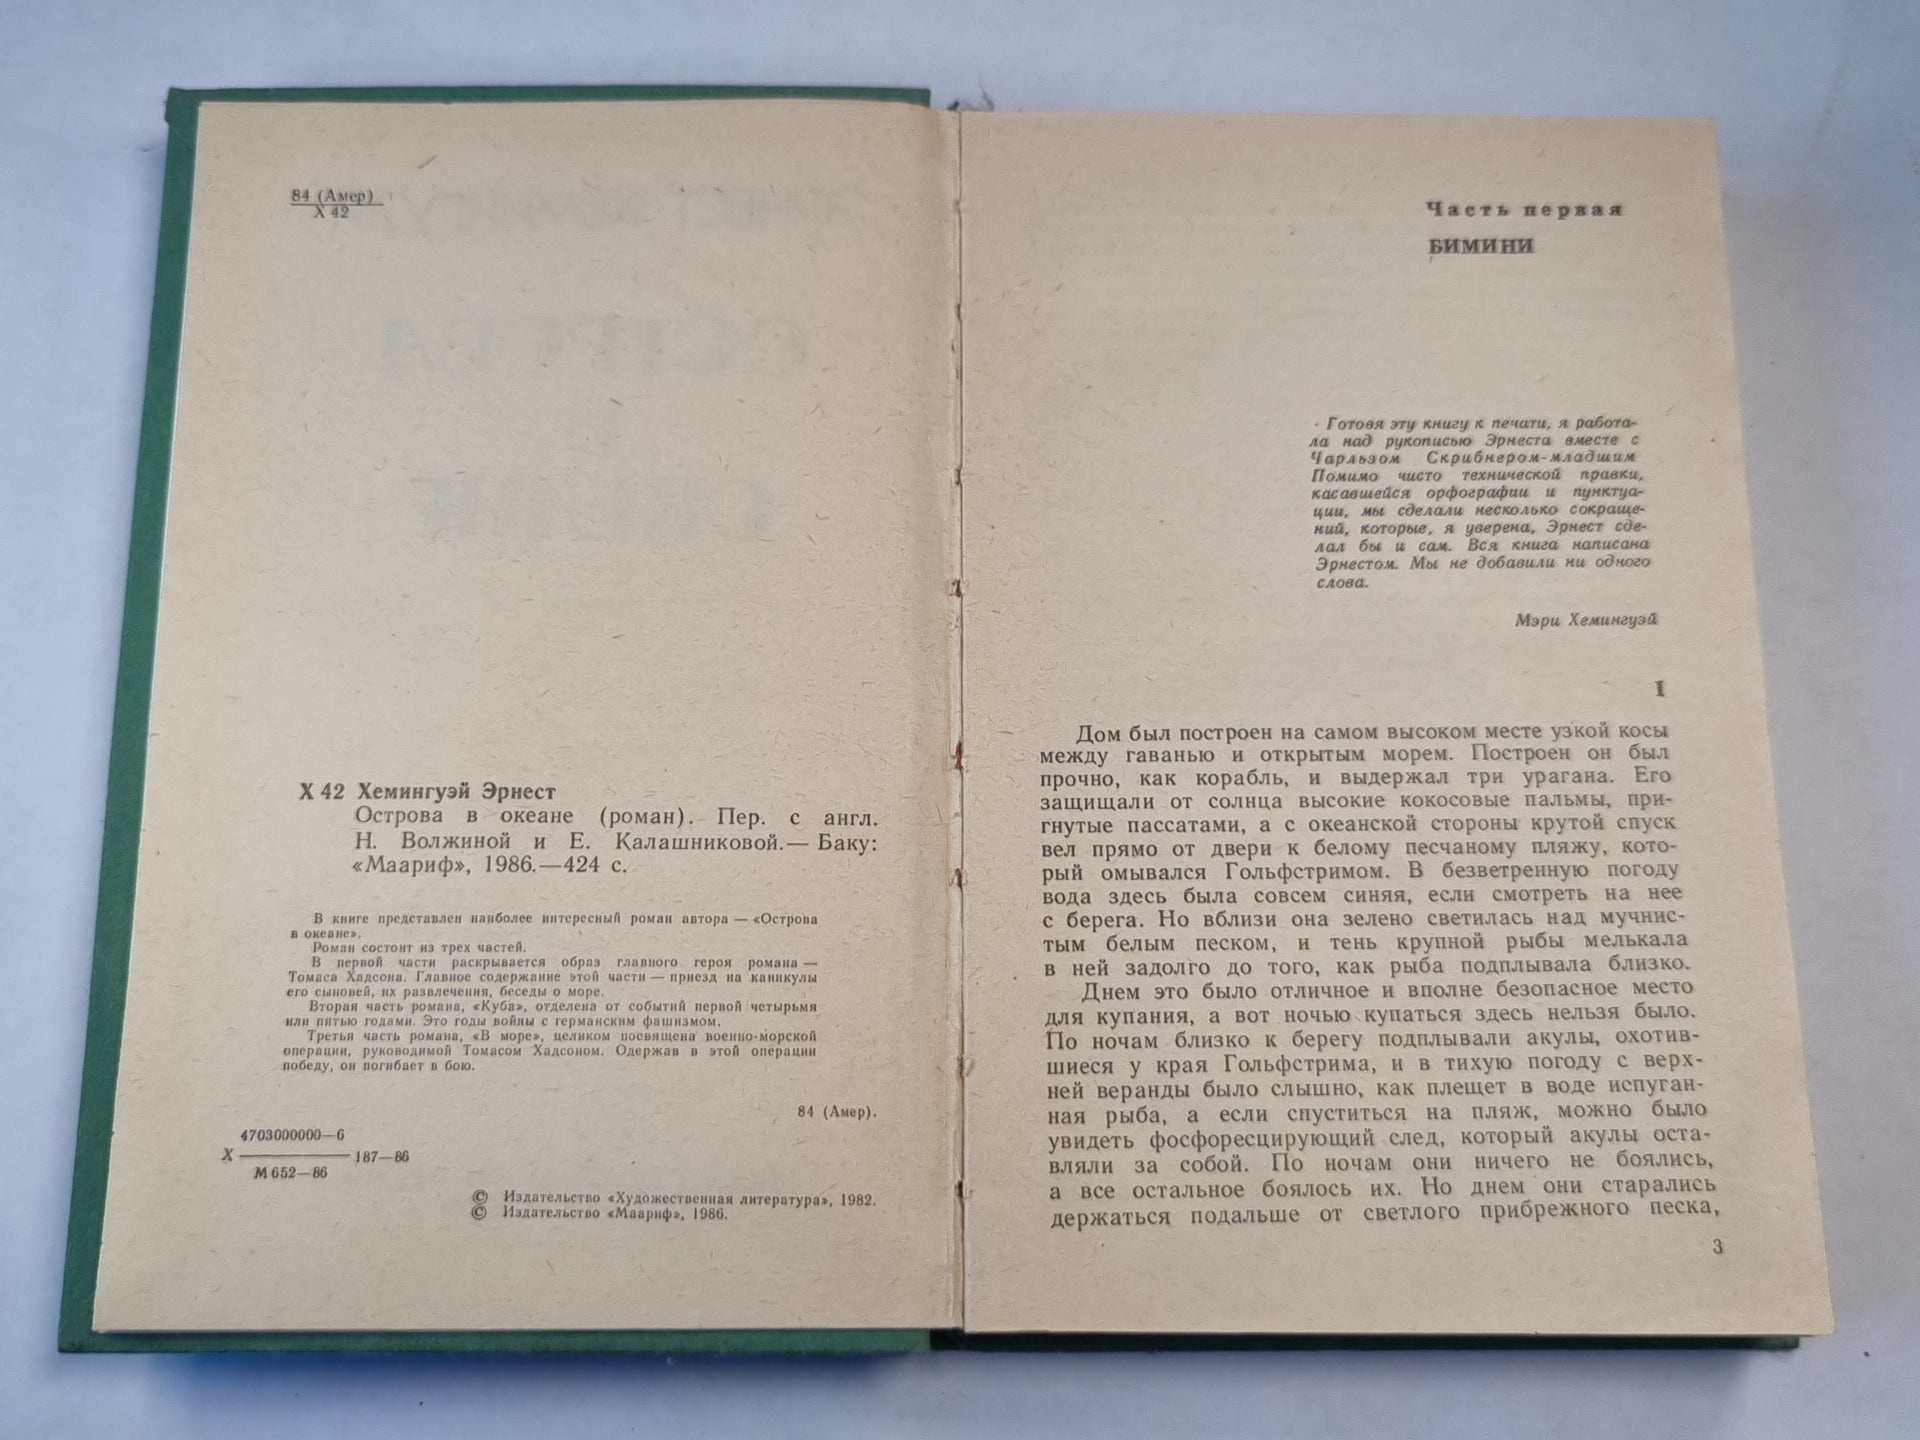 84 (Амер)
Х 42
Х 42 Хемингуэй Эрнест
Острова в океане (роман). Пер. с англ.
Н. Волжиной и Е. Калашниковой.— Баку:
«Маариф», 1986.—424 с.
В книге представлен наиболее интересный роман автора — «Острова
в океане».
Роман состоит из трех частей.
В первой части раскрывается образ главного героя романа —
Томаса Хадсона. Главное содержание этой части — приезд на каникулы
его сыновей, их развлечения, беседы о море.
Вторая часть романа, «Куба», отделена от событий первой четырьмя
или пятью годами. Это годы войны с германским фашизмом.
Третья часть романа, «В море», целиком посвящена военно-морской
операции, руководимой Томасом Хадсоном. Одержав в этой операции
победу, он погибает в бою.
84 (Амер).
4703000000—6
Х 187—86
М 652—86
© Издательство «Художественная литература», 1982.
© Издательство «Маариф», 1986.
Часть первая
БИМИНИ
Готовя эту книгу к печати, я работа-
ла над рукописью Эрнеста вместе с
Чарльзом Скрибнером-младшим
Помимо чисто технической правки,
касавшейся орфографии и пунктуа-
ции, мы сделали несколько сокраще-
ний, которые, я уверена, Эрнест сде-
лал бы и сам. Вся книга написана
Эрнестом. Мы не добавили ни одного
слова.
Мэри Хемингуэй
I
Дом был построен на самом высоком месте узкой косы
между гаванью и открытым морем. Построен он был
прочно, как корабль, и выдержал три урагана. Его
защищали от солнца высокие кокосовые пальмы, при-
гнутые пассатами, а с океанской стороны крутой спуск
вел прямо от двери к белому песчаному пляжу, кото-
рый омывался Гольфстримом. В безветренную погоду
вода здесь была совсем синяя, если смотреть на нее
с берега. Но вблизи она зелено светилась над мучнис-
тым белым песком, и тень крупной рыбы мелькала
в ней задолго до того, как рыба подплывала близко.
Днем это было отличное и вполне безопасное место
для купания, а вот ночью купаться здесь нельзя было.
По ночам близко к берегу подплывали акулы, охотив-
шиеся у края Гольфстрима, и в тихую погоду с верх-
ней веранды было слышно, как плещет в воде испуган-
ная рыба, а если спуститься на пляж, можно было
увидеть фосфоресцирующий след, который акулы оста-
вляли за собой. По ночам они ничего не боялись,
а все остальное боялось их. Но днем они старались
держаться подальше от светлого прибрежного песка,
3